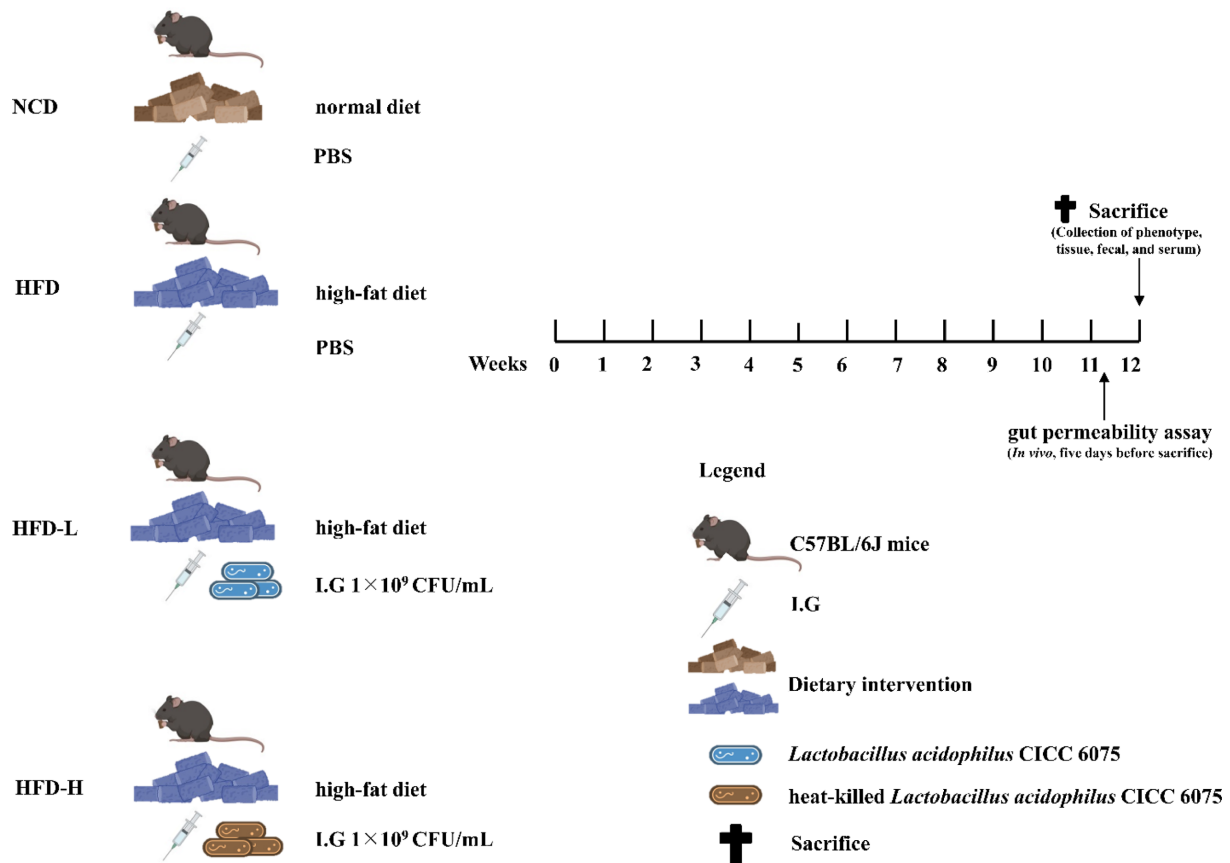 NCD
normal diet
PBS
HFD
high-fat diet
PBS
HFD-L
high-fat diet
I.G 1×10⁹ CFU/mL
HFD-H
high-fat diet
I.G 1×10⁹ CFU/mL
Sacrifice
(Collection of phenotype,
tissue, fecal, and serum)
Weeks 0 1 2 3 4 5 6 7 8 9 10 11 12
gut permeability assay
(In vivo, five days before sacrifice)
Legend
C57BL/6J mice
I.G
Dietary intervention
Lactobacillus acidophilus CICC 6075
heat-killed Lactobacillus acidophilus CICC 6075
Sacrifice